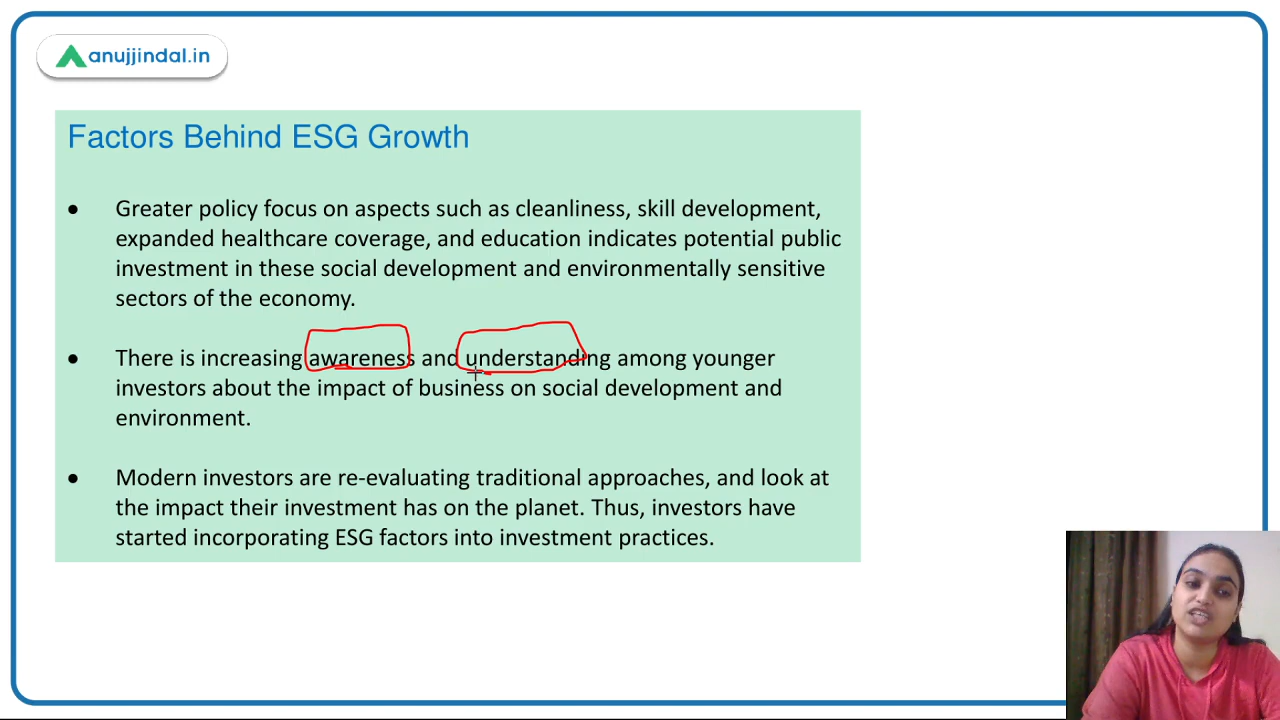 anujjindal.in
Factors Behind ESG Growth
● Greater policy focus on aspects such as cleanliness, skill development,
expanded healthcare coverage, and education indicates potential public
investment in these social development and environmentally sensitive
sectors of the economy.
● There is increasing awareness and understanding among younger
investors about the impact of business on social development and
environment.
● Modern investors are re-evaluating traditional approaches, and look at
the impact their investment has on the planet. Thus, investors have
started incorporating ESG factors into investment practices.